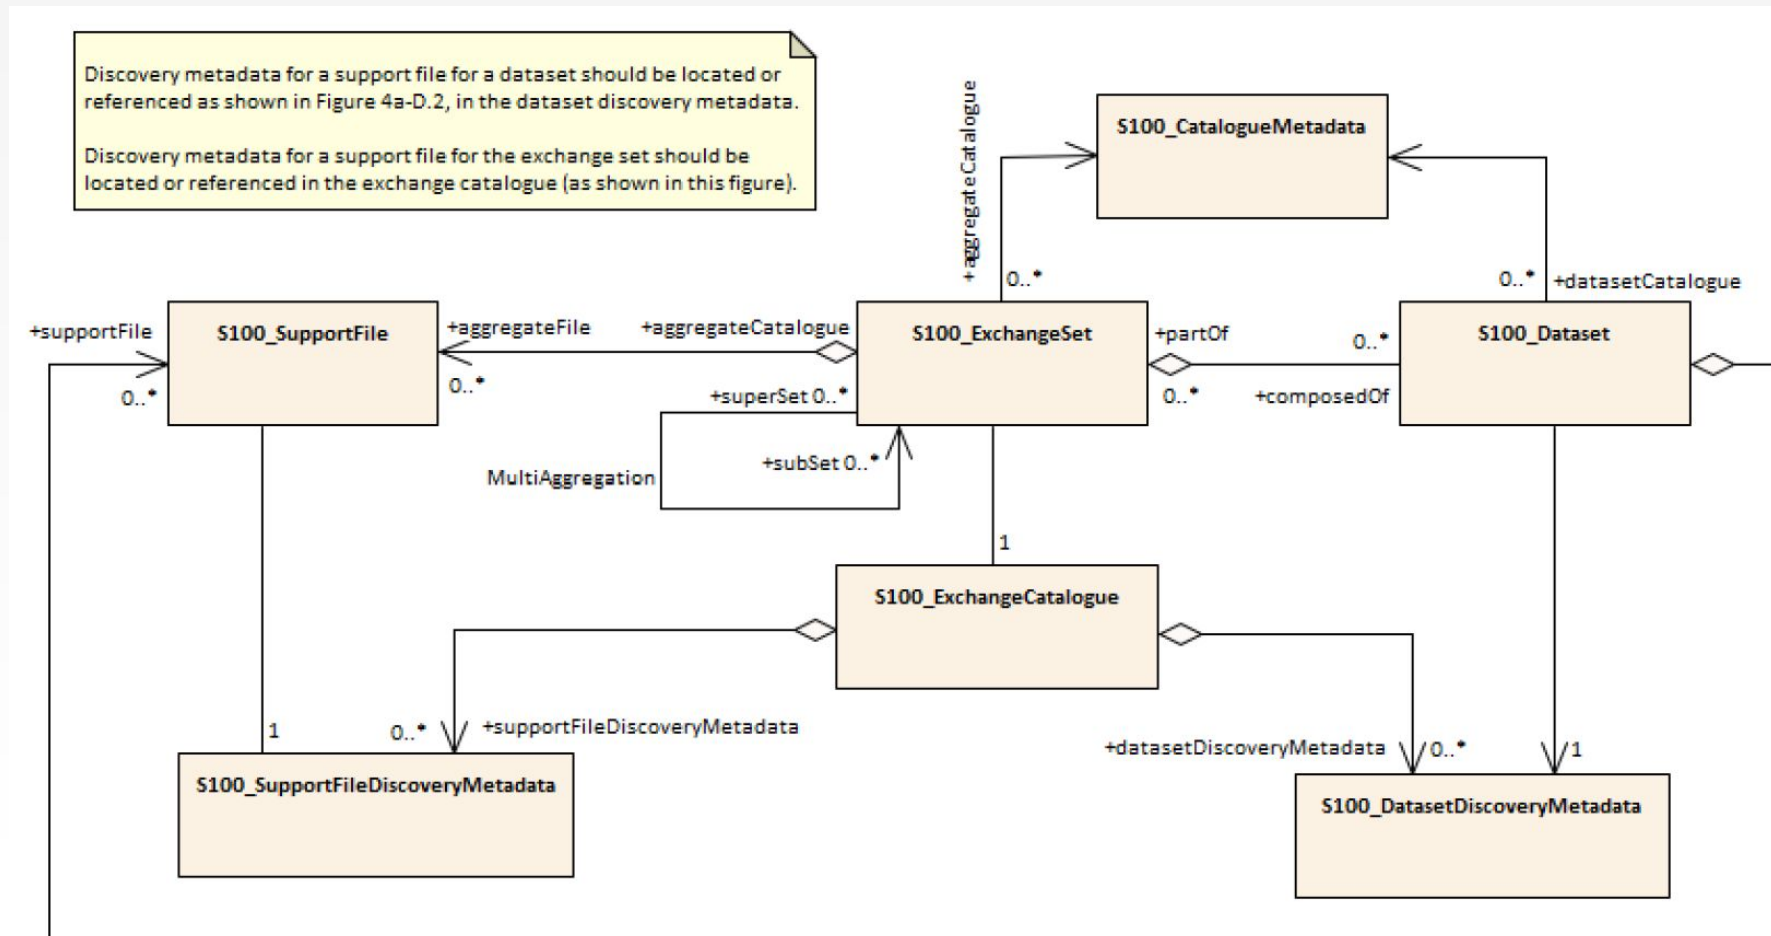 Discovery metadata for a support file for a dataset should be located or
referenced as shown in Figure 4a-D.2, in the dataset discovery metadata.
Discovery metadata for a support file for the exchange set should be
located or referenced in the exchange catalogue (as shown in this figure).
+aggregateCatalogue
S100_CatalogueMetadata
0..*
0..*
+datasetCatalogue
+supportFile
0..*
S100_SupportFile
+aggregateFile
0..*
+aggregateCatalogue
S100_ExchangeSet
+partOf
0..*
0..*
+composedOf
S100_Dataset
+superSet 0..*
+subSet 0..*
MultiAggregation
1
S100_ExchangeCatalogue
1
0..*
+supportFileDiscoveryMetadata
+datasetDiscoveryMetadata
0..*
1
S100_SupportFileDiscoveryMetadata
S100_DatasetDiscoveryMetadata